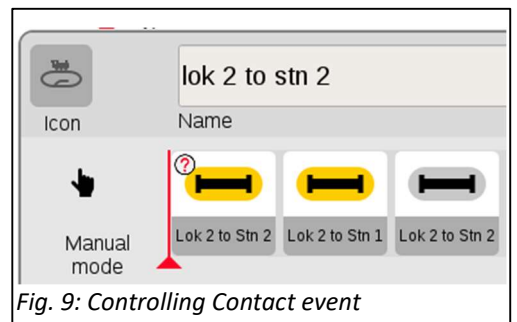 lok 2 to stn 2
Icon
Name
?
Manual
mode
Lok 2 to Stn 2
Lok 2 to Stn 1
Lok 2 to Stn 2
Fig. 9: Controlling Contact event